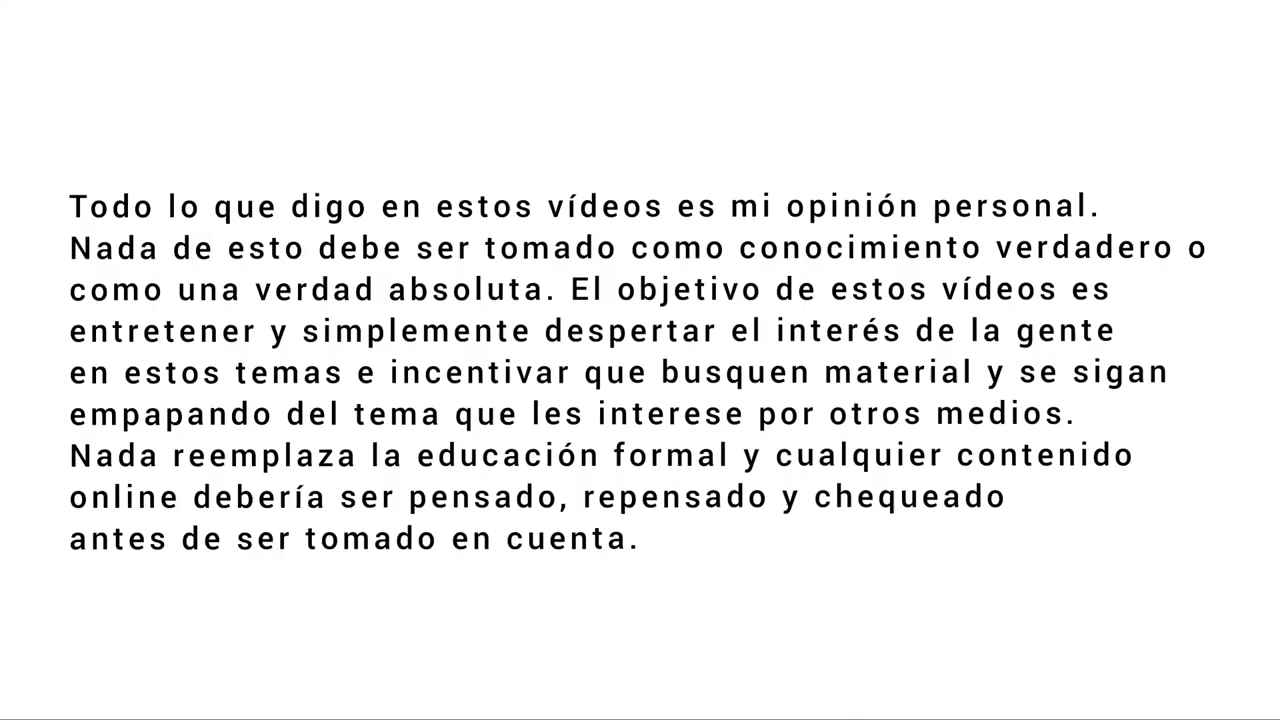 Todo lo que digo en estos vídeos es mi opinión personal.
Nada de esto debe ser tomado como conocimiento verdadero o
como una verdad absoluta. El objetivo de estos vídeos es
entretener y simplemente despertar el interés de la gente
en estos temas e incentivar que busquen material y se sigan
empapando del tema que les interese por otros medios.
Nada reemplaza la educación formal y cualquier contenido
online debería ser pensado, repensado y chequeado
antes de ser tomado en cuenta.